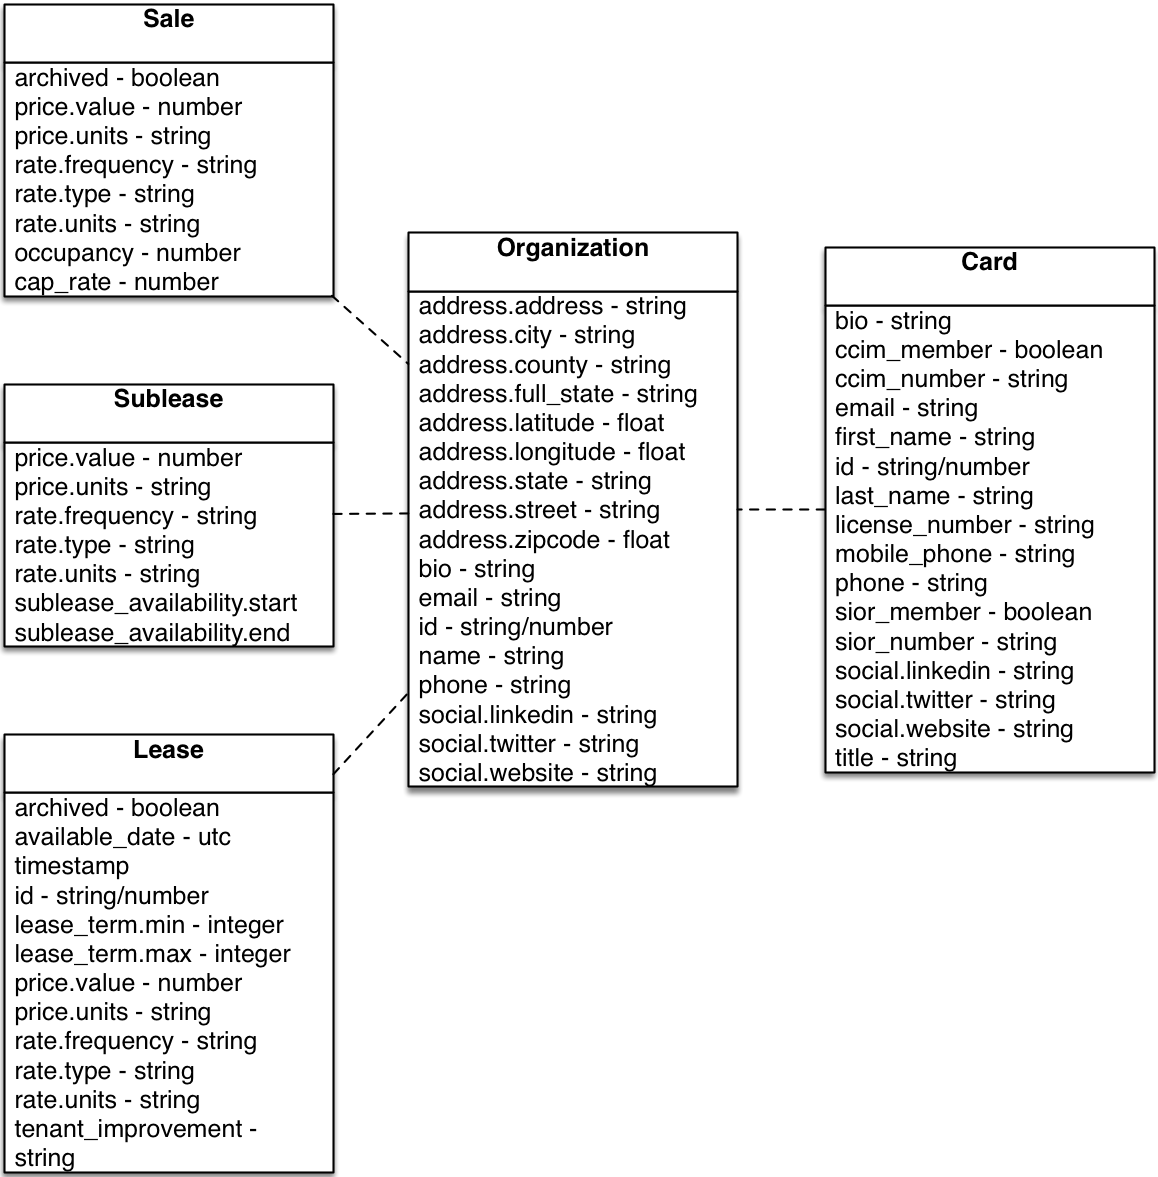 Sale
archived - boolean
price.value - number
price.units - string
rate.frequency - string
rate.type - string
rate.units - string
occupancy - number
cap_rate - number
Sublease
price.value - number
price.units - string
rate.frequency - string
rate.type - string
rate.units - string
sublease_availability.start
sublease_availability.end
Lease
archived - boolean
available_date - utc
timestamp
id - string/number
lease_term.min - integer
lease_term.max - integer
price.value - number
price.units - string
rate.frequency - string
rate.type - string
rate.units - string
tenant_improvement -
string
Organization
address.address - string
address.city - string
address.county - string
address.full_state - string
address.latitude - float
address.longitude - float
address.state - string
address.street - string
address.zipcode - float
bio - string
email - string
id - string/number
name - string
phone - string
social.linkedin - string
social.twitter - string
social.website - string
Card
bio - string
ccim_member - boolean
ccim_number - string
email - string
first_name - string
id - string/number
last_name - string
license_number - string
mobile_phone - string
phone - string
sior_member - boolean
sior_number - string
social.linkedin - string
social.twitter - string
social.website - string
title - string